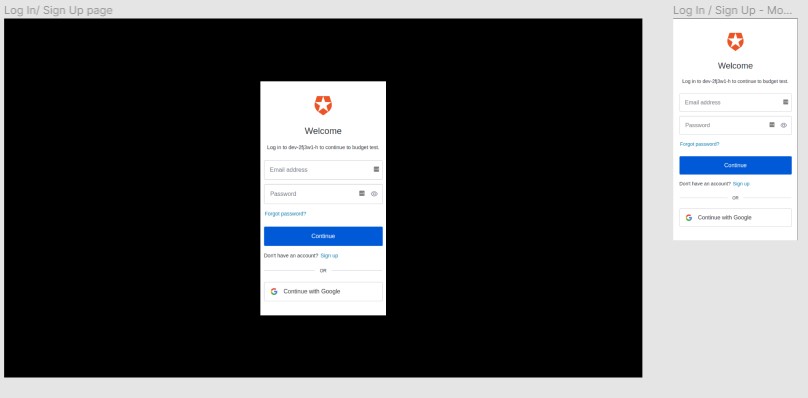 Log In/ Sign Up page
Welcome
Log in to dev-2fj3w1-h to continue to budget test.
Email address
Password
Forgot password?
Continue
Don't have an account? Sign up
OR
Continue with Google
Log In / Sign Up - Mo...
Welcome
Log in to dev-2fj3w1-h to continue to budget test.
Email address
Password
Forgot password?
Continue
Don't have an account? Sign up
OR
Continue with Google